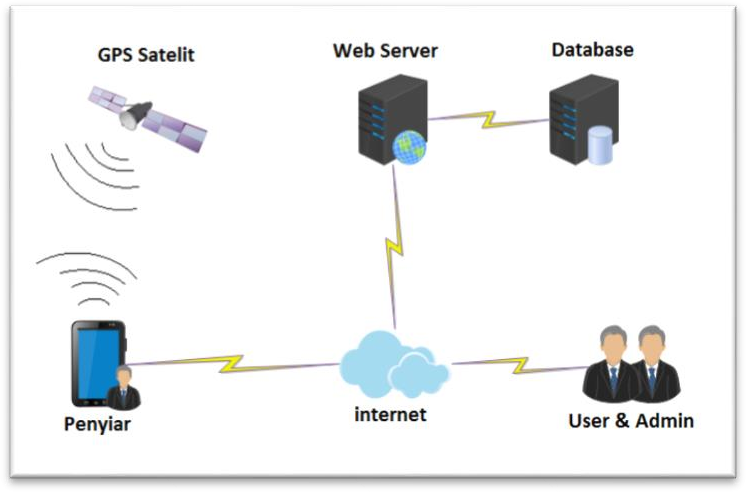 GPS Satelit
Web Server
Database
Penyiar
internet
User & Admin